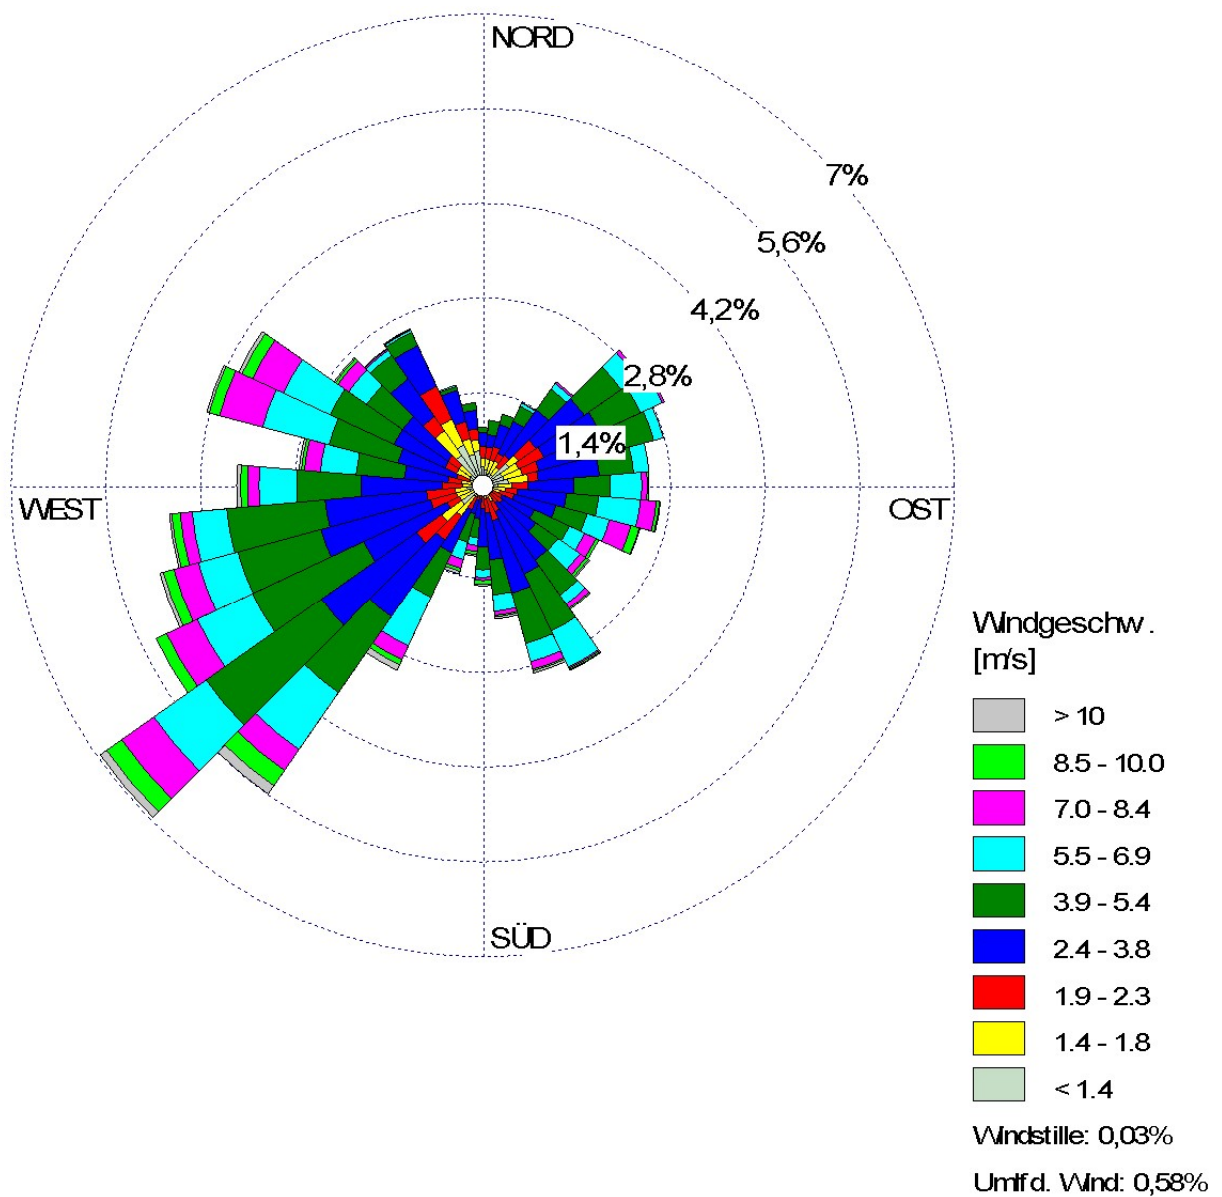 NORD
7%
5,6%
4,2%
2,8%
1,4%
WEST
OST
SÜD
Windgeschw.
[m/s]
> 10
8.5 - 10.0
7.0 - 8.4
5.5 - 6.9
3.9 - 5.4
2.4 - 3.8
1.9 - 2.3
1.4 - 1.8
< 1.4
Windstille: 0,03%
Umlfd. Wind: 0,58%